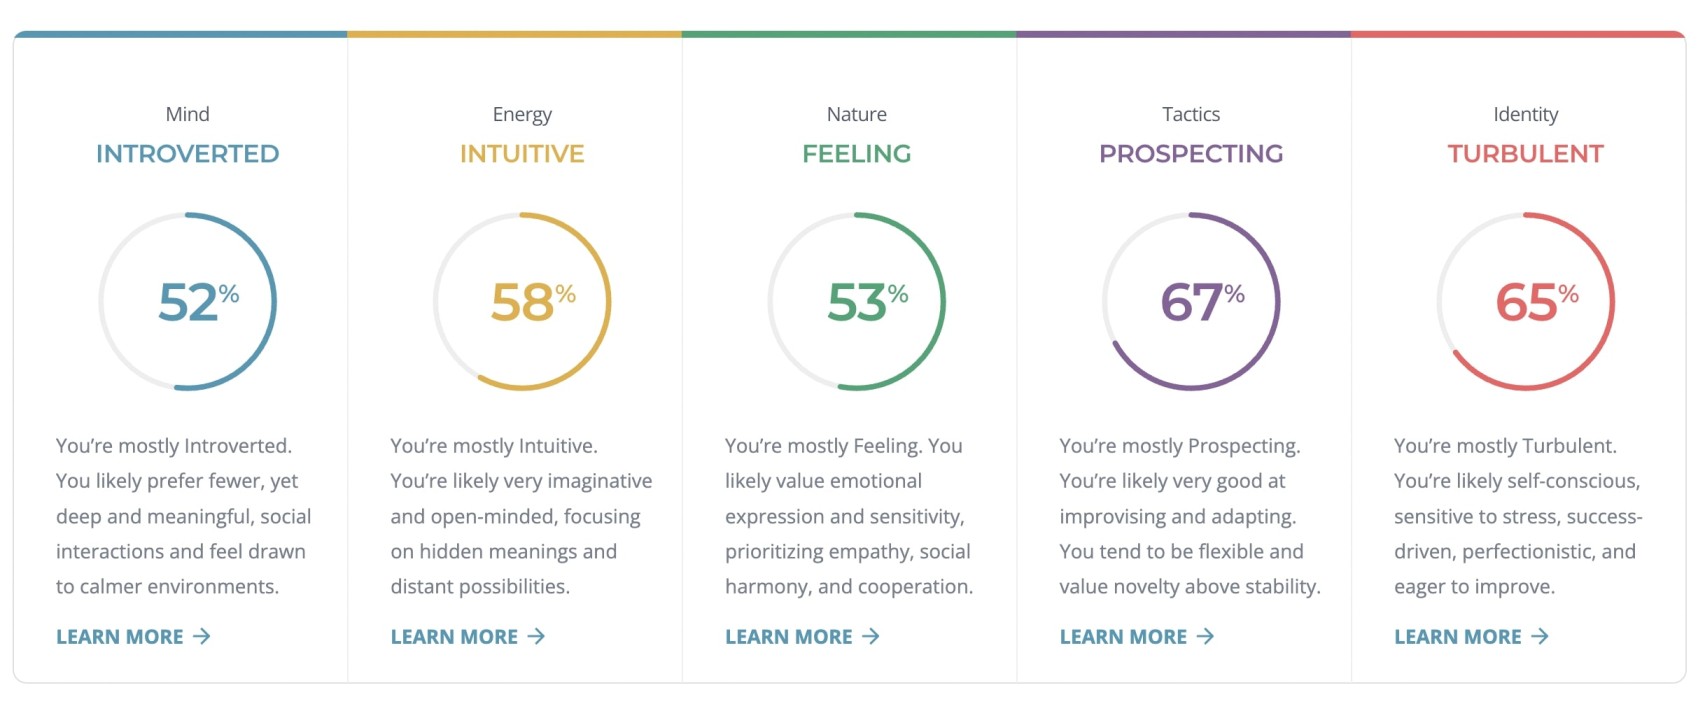 Mind
INTROVERTED
52%
You’re mostly Introverted.
You likely prefer fewer, yet
deep and meaningful, social
interactions and feel drawn
to calmer environments.
LEARN MORE →
Energy
INTUITIVE
58%
You’re mostly Intuitive.
You’re likely very imaginative
and open-minded, focusing
on hidden meanings and
distant possibilities.
LEARN MORE →
Nature
FEELING
53%
You’re mostly Feeling. You
likely value emotional
expression and sensitivity,
prioritizing empathy, social
harmony, and cooperation.
LEARN MORE →
Tactics
PROSPECTING
67%
You’re mostly Prospecting.
You’re likely very good at
improvising and adapting.
You tend to be flexible and
value novelty above stability.
LEARN MORE →
Identity
TURBULENT
65%
You’re mostly Turbulent.
You’re likely self-conscious,
sensitive to stress, success-
driven, perfectionistic, and
eager to improve.
LEARN MORE →